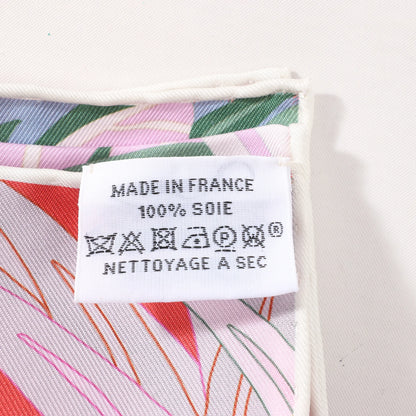 MADE IN FRANCE
100% SOIE
P W ®
NETTOYAGE A SEC